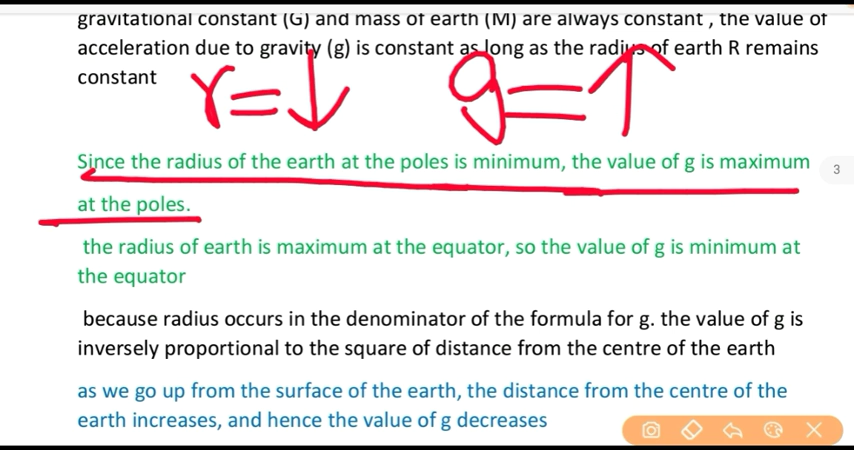 gravitational constant (G) and mass of earth (M) are always constant , the value of
acceleration due to gravity (g) is constant as long as the radius of earth R remains
constant
r=↓ g=↑
Since the radius of the earth at the poles is minimum, the value of g is maximum
3
at the poles.
the radius of earth is maximum at the equator, so the value of g is minimum at
the equator
because radius occurs in the denominator of the formula for g. the value of g is
inversely proportional to the square of distance from the centre of the earth
as we go up from the surface of the earth, the distance from the centre of the
earth increases, and hence the value of g decreases